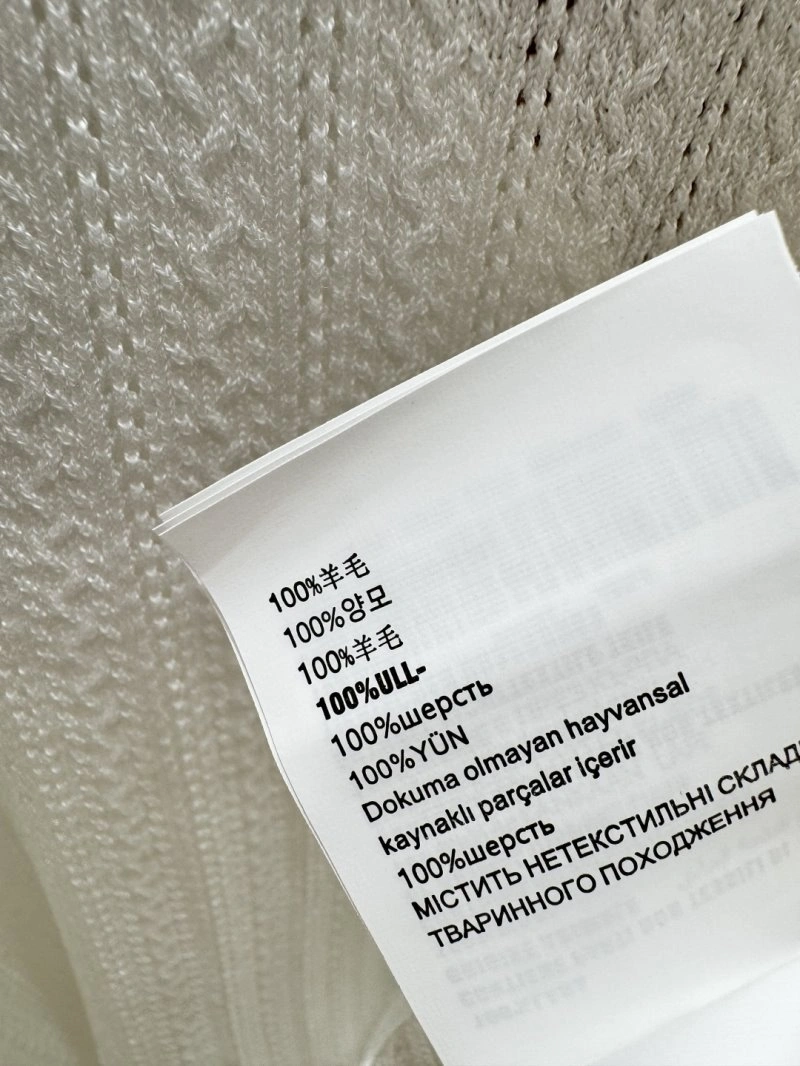 100%羊毛
100%양모
100%羊毛
100%ULL-
100%шерсть
100%YÜN
Dokuma olmayan hayvansal
kaynaklı parçalar içerir
100%шерсть
МІСТИТЬ НЕТЕКСТИЛЬНІ
ТВАРИННОГО ПОХОДЖЕННЯ